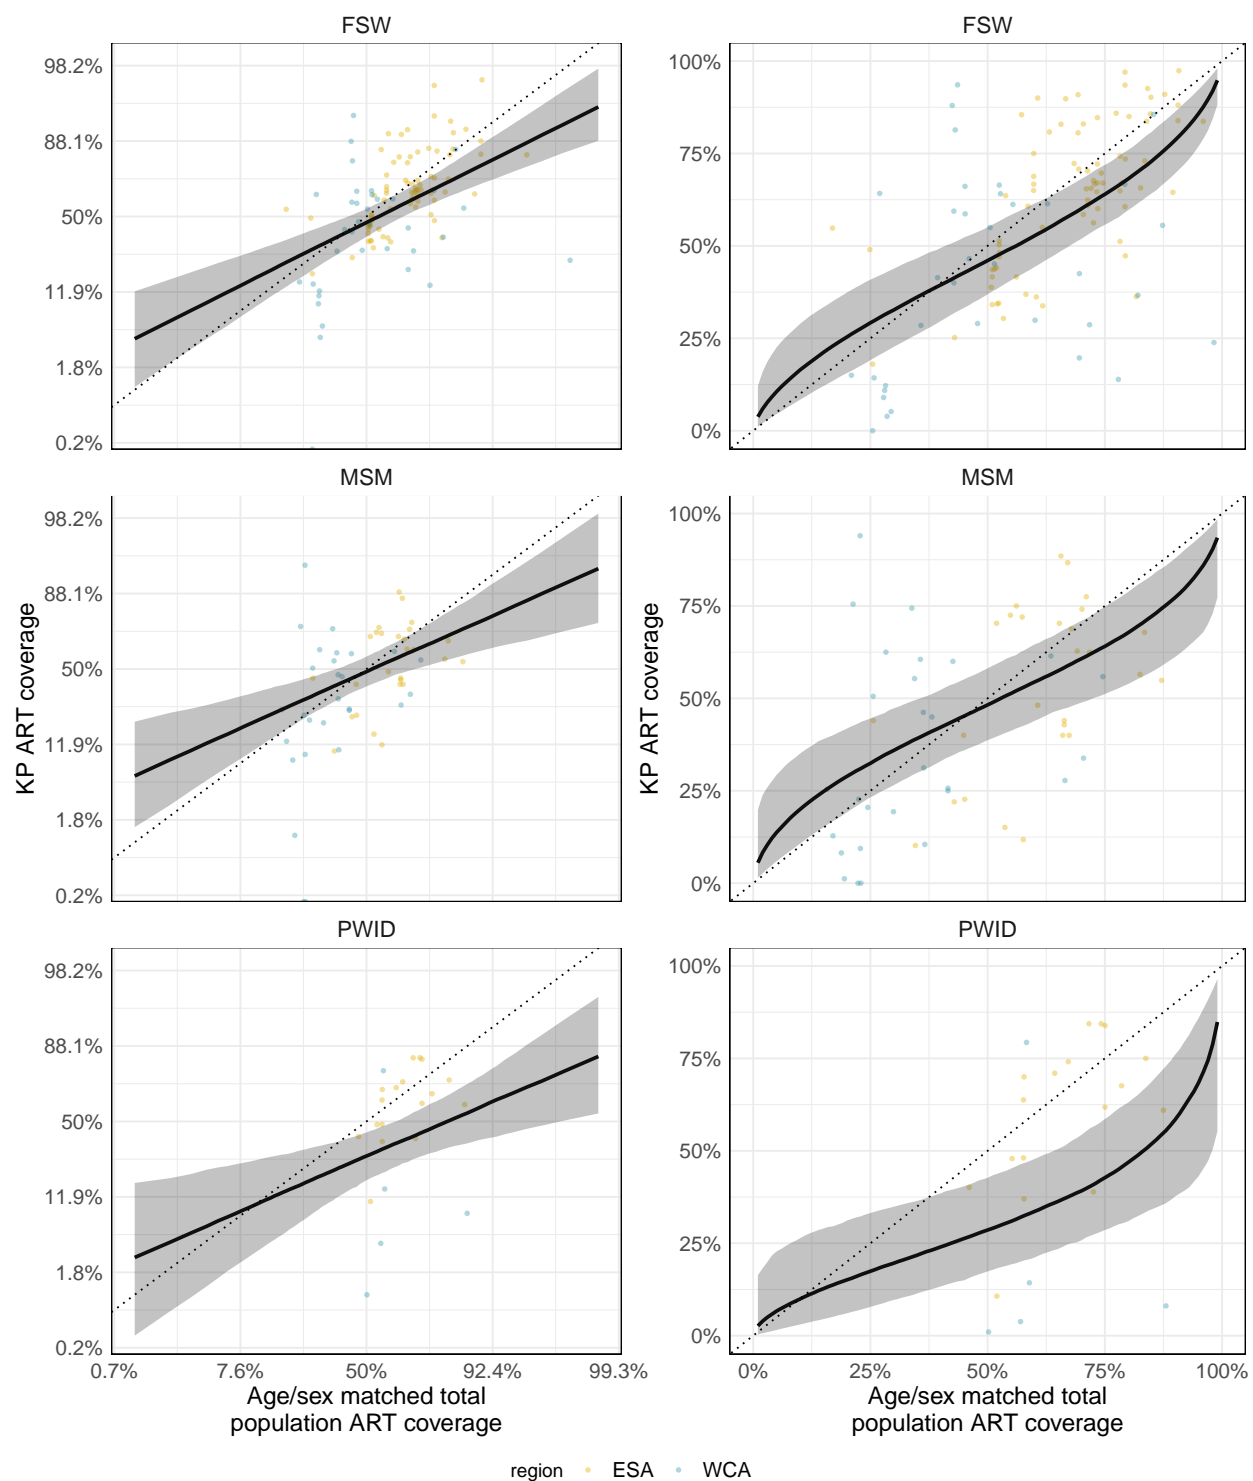 FSW
FSW
98.2%
88.1%
50%
11.9%
1.8%
0.2%
100%
75%
50%
25%
0%
MSM
MSM
98.2%
88.1%
50%
11.9%
1.8%
0.2%
100%
75%
50%
25%
0%
KP ART coverage
KP ART coverage
PWID
PWID
98.2%
88.1%
50%
11.9%
1.8%
0.2%
100%
75%
50%
25%
0%
0.7% 7.6% 50% 92.4% 99.3%
0% 25% 50% 75% 100%
Age/sex matched total
population ART coverage
Age/sex matched total
population ART coverage
region ESA WCA